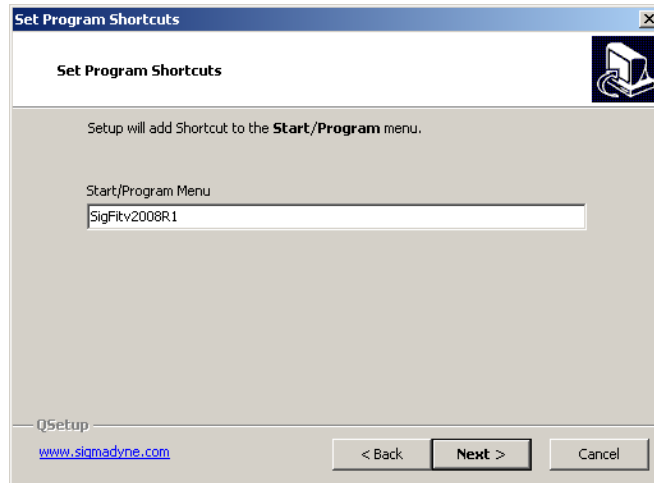 Set Program Shortcuts
Set Program Shortcuts
Setup will add Shortcut to the Start/Program menu.
Start/Program Menu
SigFitv2008R1
QSetup
www.sigmadyne.com
< Back Next > Cancel